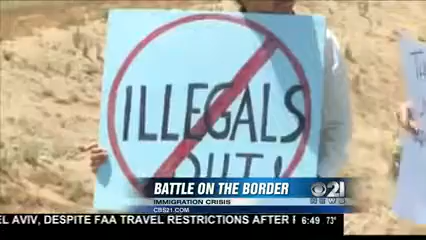 ILLEGALS
OUT!
BATTLE ON THE BORDER
IMMIGRATION CRISIS
CBS21.COM
CBS 21
NEWS
EL AVIV, DESPITE FAA TRAVEL RESTRICTIONS AFTER
6:49 73°